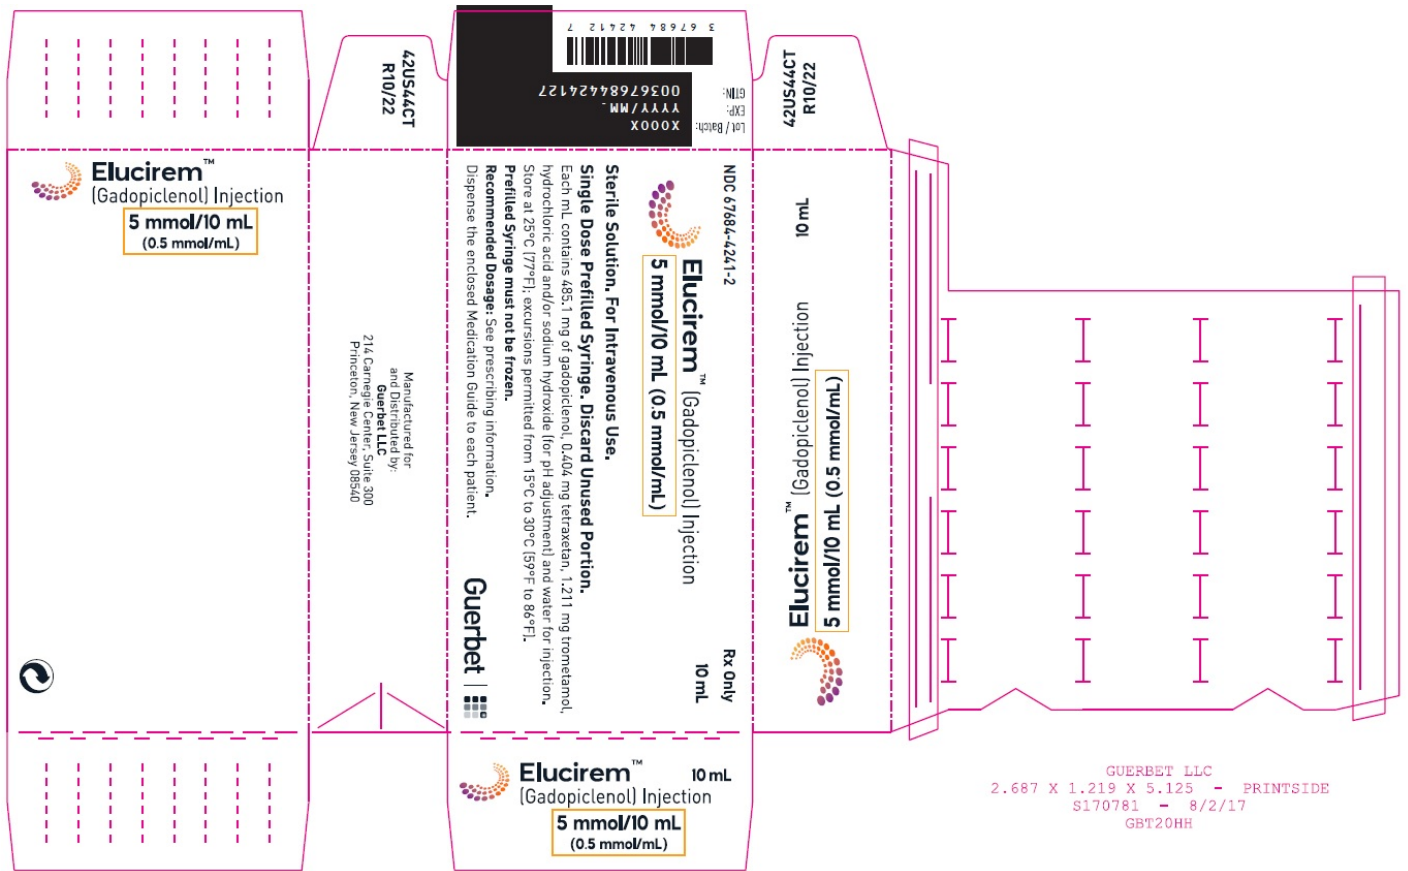 Elucirem™
(Gadopiclenol) Injection
5 mmol/10 mL
(0.5 mmol/mL)
42US44CT
R10/22
Manufactured for
and Distributed by:
Guerbet LLC
214 Carnegie Center, Suite 300
Princeton, New Jersey 08540
3 67684 42412 7
GTIN: 00367684424127
EXP: YYYY/MM
Lot / Batch: X000X
NDC 67684-4241-2
Rx Only
10 mL
Elucirem™ (Gadopiclenol) Injection
5 mmol/10 mL (0.5 mmol/mL)
Sterile Solution. For Intravenous Use.
Single Dose Prefilled Syringe. Discard Unused Portion.
Each mL contains 485.1 mg of gadopiclenol, 0.404 mg tetraxetan, 1.211 mg trometamol,
hydrochloric acid and/or sodium hydroxide (for pH adjustment) and water for injection.
Store at 25°C (77°F); excursions permitted from 15°C to 30°C (59°F to 86°F).
Prefilled Syringe must not be frozen.
Recommended Dosage: See prescribing information.
Dispense the enclosed Medication Guide to each patient.
Guerbet
Elucirem™
10 mL
(Gadopiclenol) Injection
5 mmol/10 mL
(0.5 mmol/mL)
42US44CT
R10/22
10 mL
Elucirem™ (Gadopiclenol) Injection
5 mmol/10 mL (0.5 mmol/mL)
GUERBET LLC
2.687 X 1.219 X 5.125 - PRINTSIDE
S170781 - 8/2/17
GBT20HH